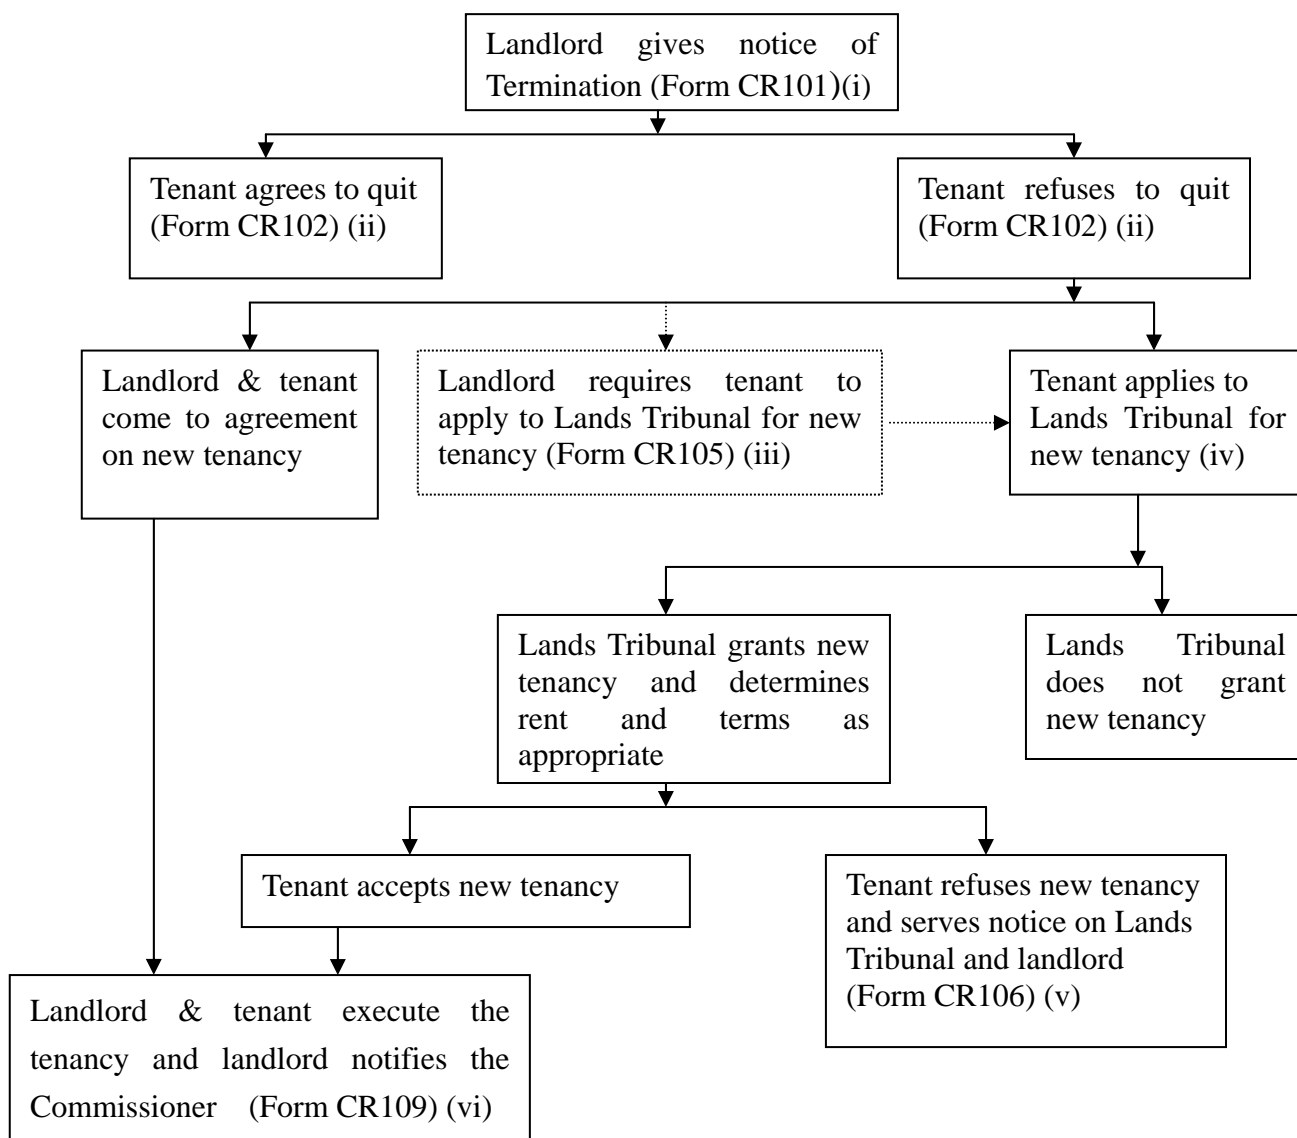 Landlord gives notice of
Termination (Form CR101)(i)
Tenant agrees to quit
(Form CR102) (ii)
Tenant refuses to quit
(Form CR102) (ii)
Landlord & tenant
come to agreement
on new tenancy
Landlord requires tenant to
apply to Lands Tribunal for new
tenancy (Form CR105) (iii)
Tenant applies to
Lands Tribunal for
new tenancy (iv)
Lands Tribunal grants new
tenancy and determines
rent and terms as
appropriate
Lands Tribunal
does not grant
new tenancy
Tenant accepts new tenancy
Tenant refuses new tenancy
and serves notice on Lands
Tribunal and landlord
(Form CR106) (v)
Landlord & tenant execute the
tenancy and landlord notifies the
Commissioner (Form CR109) (vi)